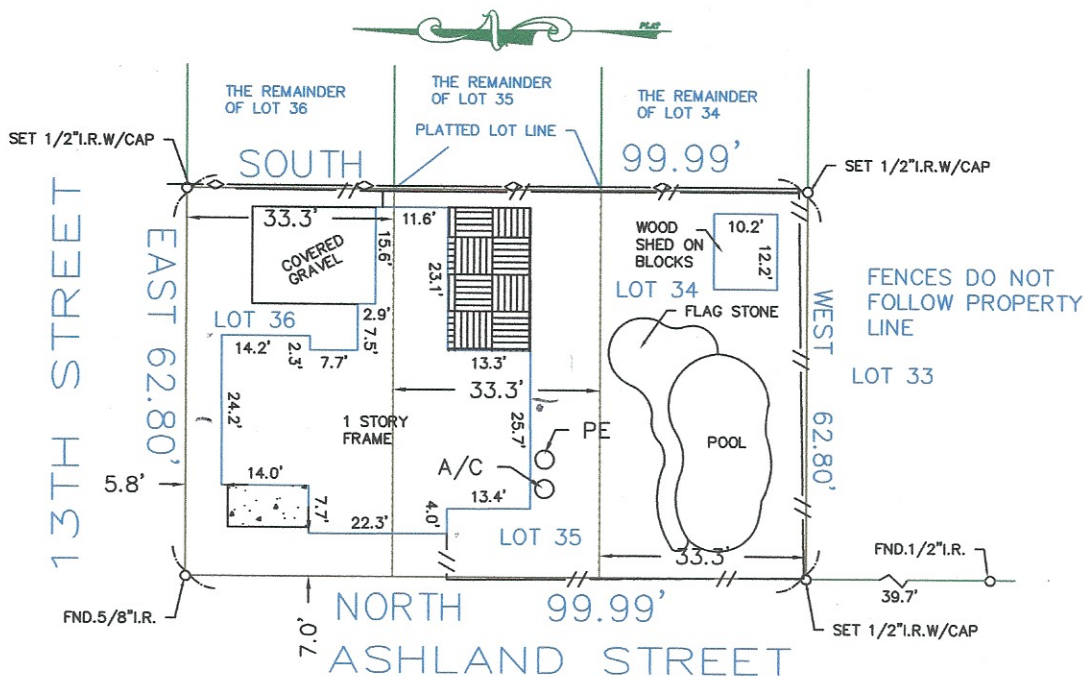 PLAT
THE REMAINDER
OF LOT 36
THE REMAINDER
OF LOT 35
THE REMAINDER
OF LOT 34
SET 1/2"I.R.W/CAP
PLATTED LOT LINE
SOUTH 99.99'
SET 1/2"I.R.W/CAP
13TH STREET
EAST 62.80'
33.3'
11.6'
COVERED
GRAVEL
15.6'
23.1'
WOOD
SHED ON
BLOCKS
10.2'
12.2'
LOT 36
2.9'
7.5'
14.2'
2.3'
7.7'
13.3'
33.3'
LOT 34
FLAG STONE
FENCES DO NOT
FOLLOW PROPERTY
LINE
LOT 33
WEST 62.80'
24.2'
1 STORY
FRAME
25.7'
PE
A/C
POOL
5.8'
14.0'
7.7'
22.3'
4.0'
13.4'
LOT 35
33.3'
FND.1/2"I.R.
39.7'
FND.5/8"I.R.
7.0'
NORTH 99.99'
SET 1/2"I.R.W/CAP
ASHLAND STREET